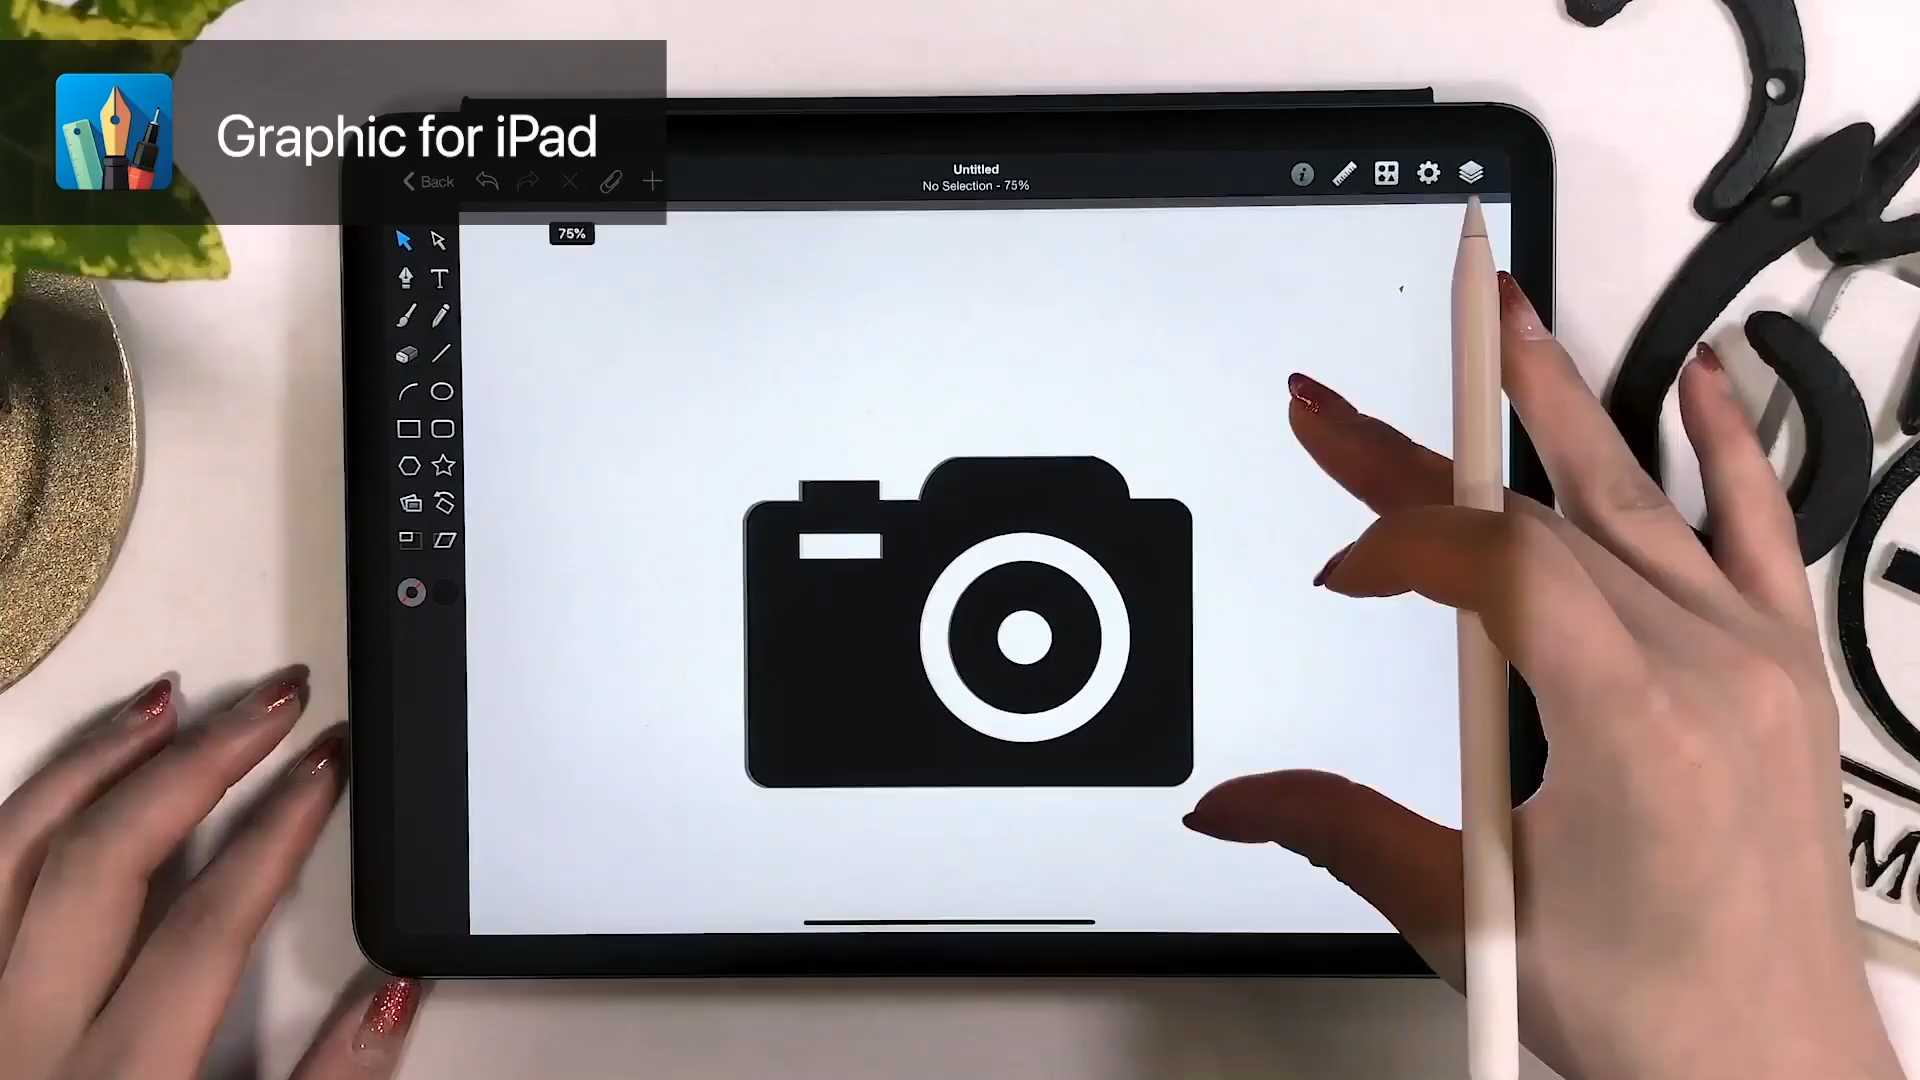 Graphic for iPad
Back
Untitled
No Selection - 75%
75%
T